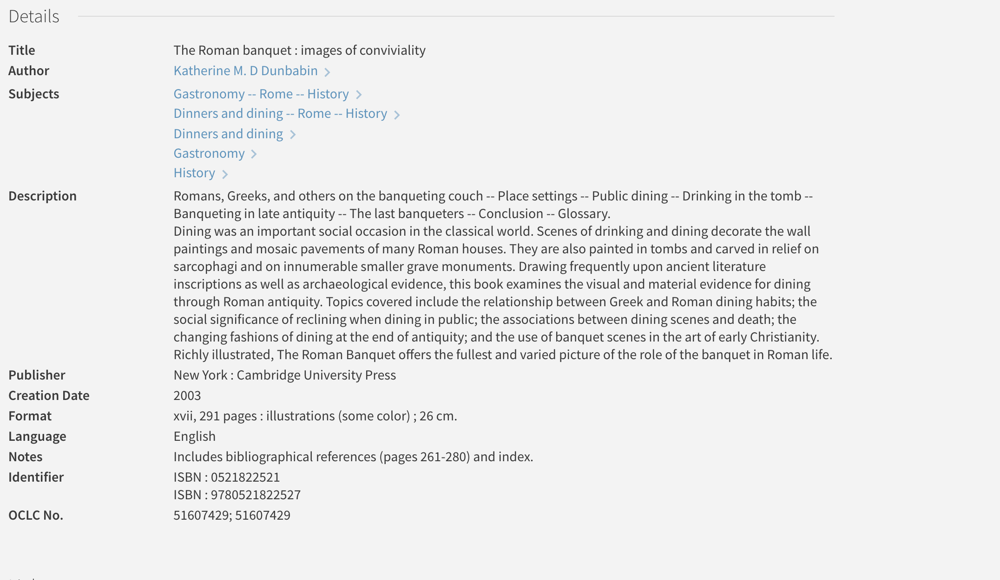 Details
Title The Roman banquet : images of conviviality
Author Katherine M. D Dunbabin
Subjects Gastronomy -- Rome -- History
Dinners and dining -- Rome -- History
Dinners and dining
Gastronomy
History
Description Romans, Greeks, and others on the banqueting couch -- Place settings -- Public dining -- Drinking in the tomb --
Banqueting in late antiquity -- The last banqueters -- Conclusion -- Glossary.
Dining was an important social occasion in the classical world. Scenes of drinking and dining decorate the wall
paintings and mosaic pavements of many Roman houses. They are also painted in tombs and carved in relief on
sarcophagi and on innumerable smaller grave monuments. Drawing frequently upon ancient literature
inscriptions as well as archaeological evidence, this book examines the visual and material evidence for dining
through Roman antiquity. Topics covered include the relationship between Greek and Roman dining habits; the
social significance of reclining when dining in public; the associations between dining scenes and death; the
changing fashions of dining at the end of antiquity; and the use of banquet scenes in the art of early Christianity.
Richly illustrated, The Roman Banquet offers the fullest and varied picture of the role of the banquet in Roman life.
Publisher New York : Cambridge University Press
Creation Date 2003
Format xvii, 291 pages : illustrations (some color) ; 26 cm.
Language English
Notes Includes bibliographical references (pages 261-280) and index.
Identifier ISBN : 0521822521
ISBN : 9780521822527
OCLC No. 51607429; 51607429